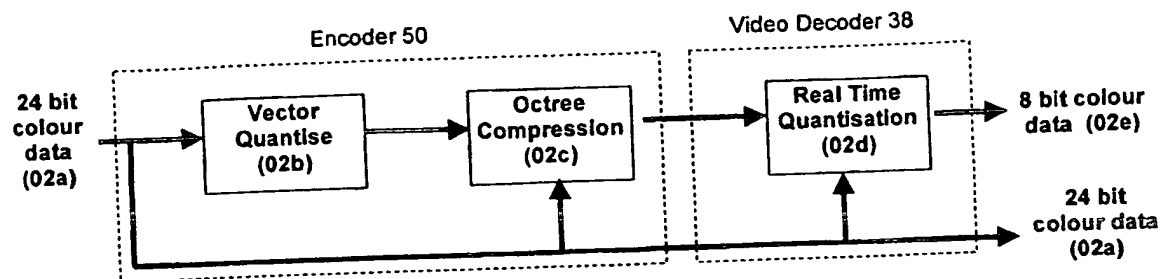 Encoder 50
Video Decoder 38
24 bit
colour
data
(02a)
Vector
Quantise
(02b)
Octree
Compression
(02c)
Real Time
Quantisation
(02d)
8 bit colour
data (02e)
24 bit
colour data
(02a)